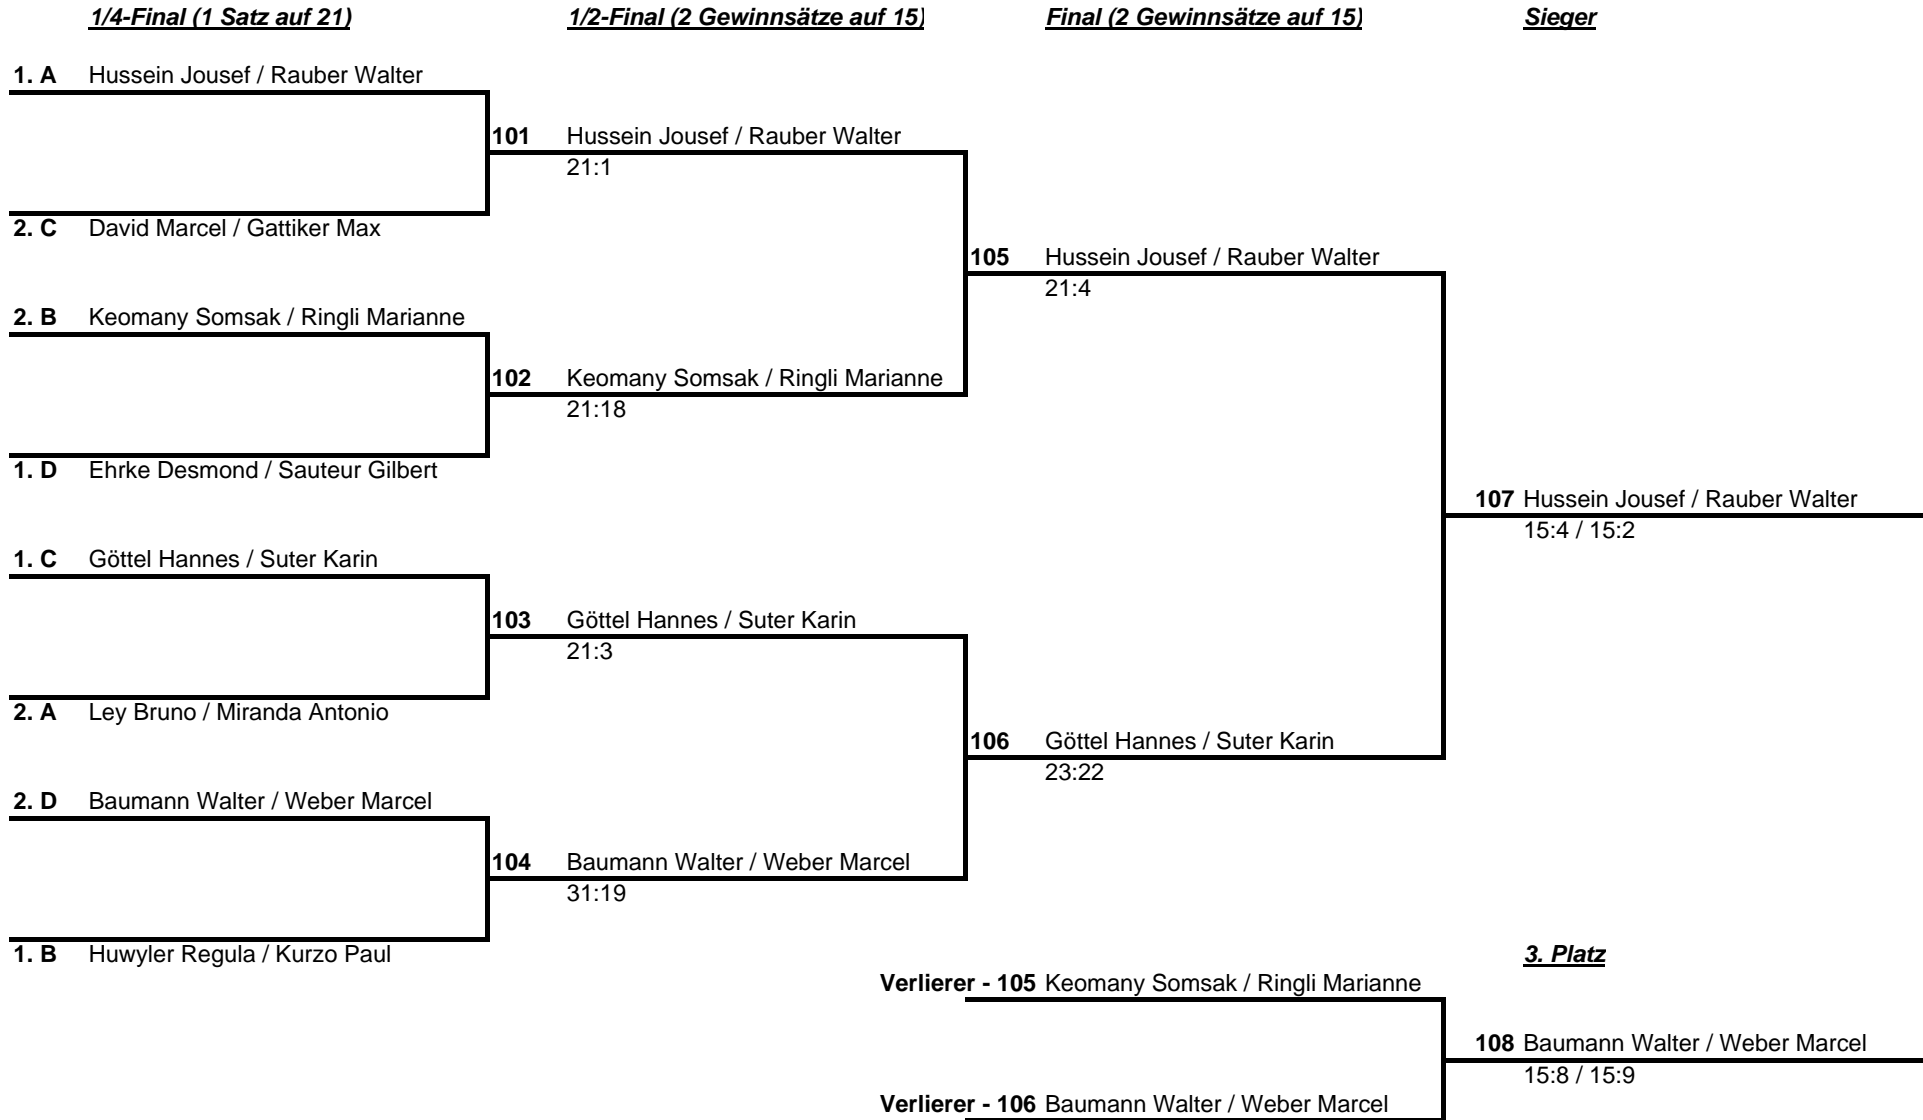 1/4-Final (1 Satz auf 21) 1/2-Final (2 Gewinnsätze auf 15) Final (2 Gewinnsätze auf 15) Sieger
1. A Hussein Jousef / Rauber Walter
101 Hussein Jousef / Rauber Walter
21:1
2. C David Marcel / Gattiker Max
105 Hussein Jousef / Rauber Walter
21:4
2. B Keomany Somsak / Ringli Marianne
102 Keomany Somsak / Ringli Marianne
21:18
1. D Ehrke Desmond / Sauteur Gilbert
107 Hussein Jousef / Rauber Walter
15:4 / 15:2
1. C Göttel Hannes / Suter Karin
103 Göttel Hannes / Suter Karin
21:3
2. A Ley Bruno / Miranda Antonio
106 Göttel Hannes / Suter Karin
23:22
2. D Baumann Walter / Weber Marcel
104 Baumann Walter / Weber Marcel
31:19
1. B Huwyler Regula / Kurzo Paul 3. Platz
Verlierer - 105 Keomany Somsak / Ringli Marianne
108 Baumann Walter / Weber Marcel
15:8 / 15:9
Verlierer - 106 Baumann Walter / Weber Marcel